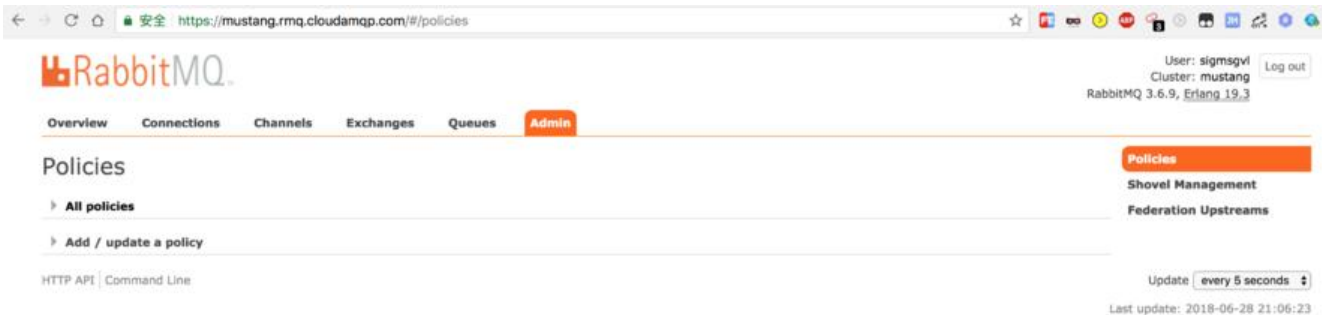 安全 https://mustang.rmq.cloudamqp.com/#/policies
RabbitMQ
User: sigmsgvl
Log out
Cluster: mustang
RabbitMQ 3.6.9, Erlang 19.3
Overview Connections Channels Exchanges Queues Admin
Policies
All policies
Add / update a policy
Policies
Shovel Management
Federation Upstreams
HTTP API Command Line
Update every 5 seconds
Last update: 2018-06-28 21:06:23